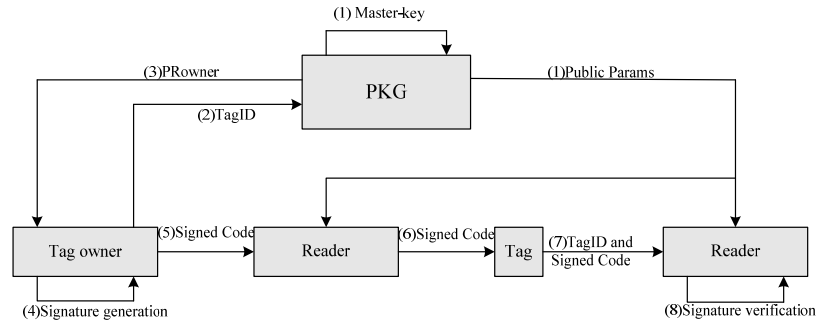 (1) Master-key
(3)PRowner
(1)Public Params
PKG
(2)TagID
(5)Signed Code
(6)Signed Code
(7)TagID and
Signed Code
Tag owner
Reader
Tag
Reader
(4)Signature generation
(8)Signature verification